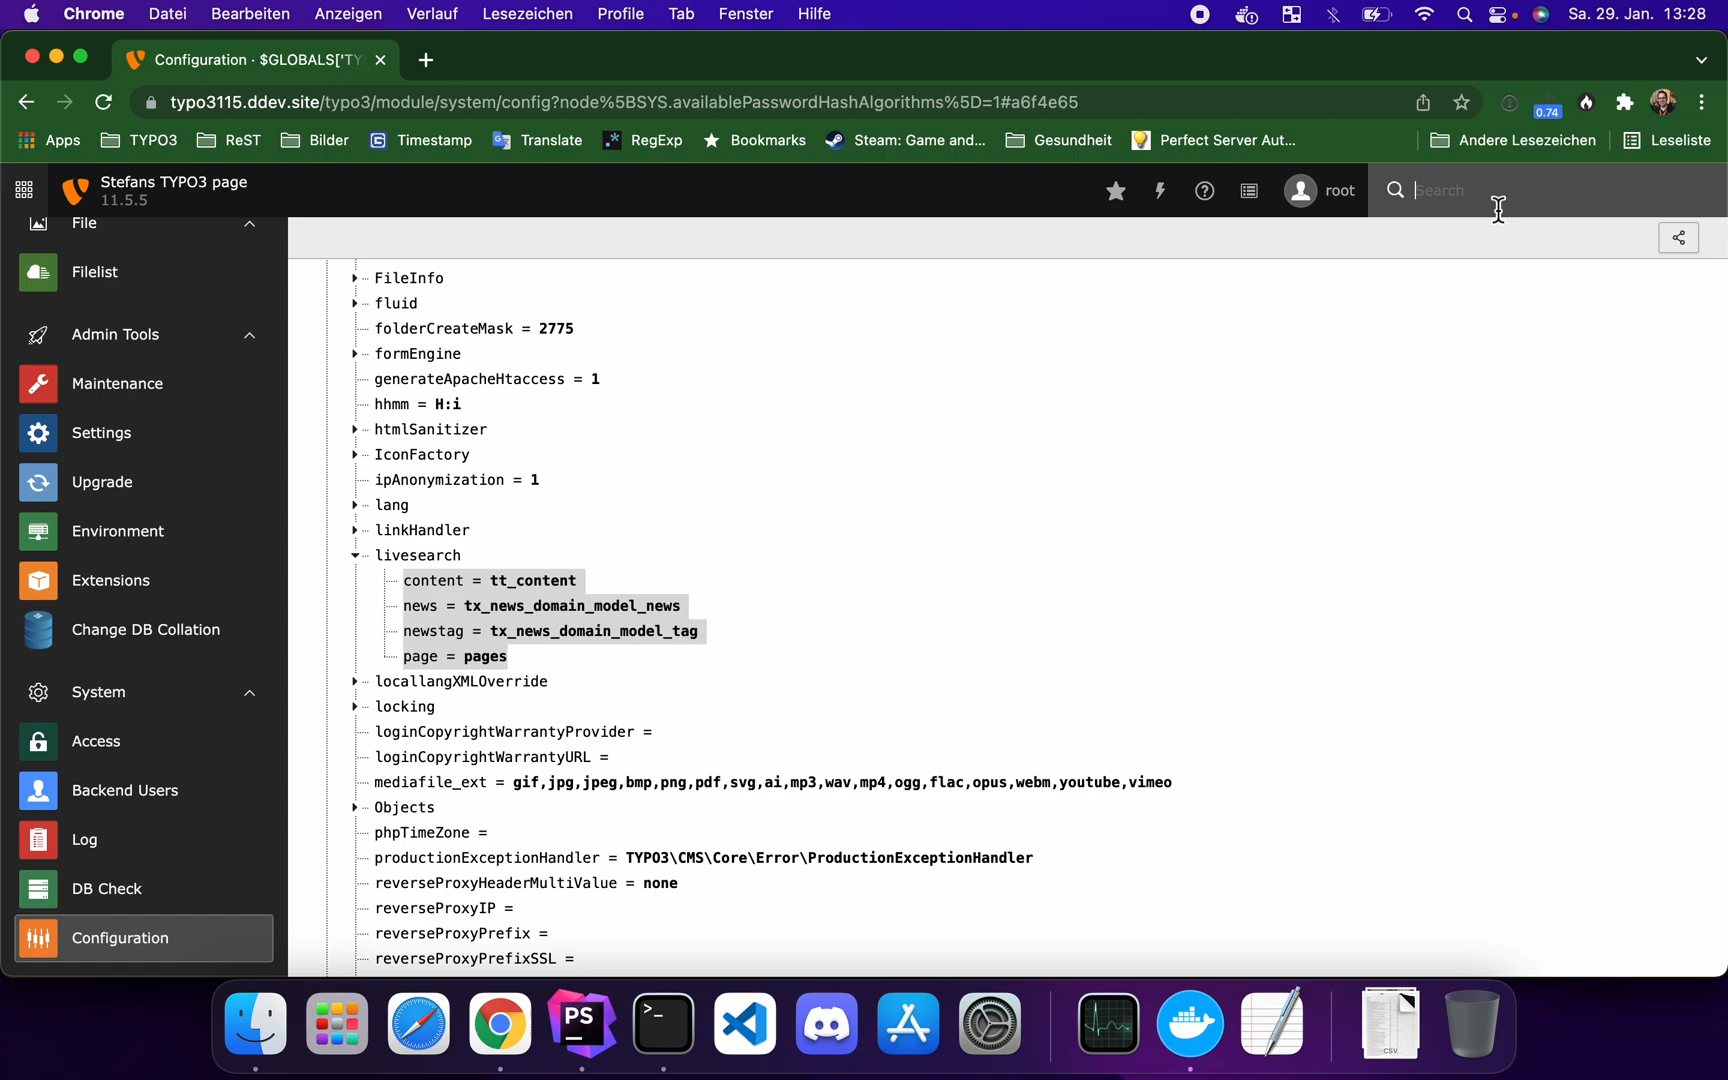 Chrome Datei Bearbeiten Anzeigen Verlauf Lesezeichen Profile Tab Fenster Hilfe Sa. 29. Jan. 13:28
Configuration · $GLOBALS['TY
typo3115.ddev.site/typo3/module/system/config?node%5BSYS.availablePasswordHashAlgorithms%5D=1#a6f4e65
0.74
Apps TYPO3 ReST Bilder Timestamp Translate RegExp Bookmarks Steam: Game and... Gesundheit Perfect Server Aut... Andere Lesezeichen Leseliste
Stefans TYPO3 page
11.5.5
root
Search
File
Filelist
Admin Tools
Maintenance
Settings
Upgrade
Environment
Extensions
Change DB Collation
System
Access
Backend Users
Log
DB Check
Configuration
FileInfo
fluid
folderCreateMask = 2775
formEngine
generateApacheHtaccess = 1
hhmm = H:i
htmlSanitizer
IconFactory
ipAnonymization = 1
lang
linkHandler
livesearch
content = tt_content
news = tx_news_domain_model_news
newstag = tx_news_domain_model_tag
page = pages
locallangXMLOverride
locking
loginCopyrightWarrantyProvider =
loginCopyrightWarrantyURL =
mediafile_ext = gif,jpg,jpeg,bmp,png,pdf,svg,ai,mp3,wav,mp4,ogg,flac,opus,webm,youtube,vimeo
Objects
phpTimeZone =
productionExceptionHandler = TYPO3\CMS\Core\Error\ProductionExceptionHandler
reverseProxyHeaderMultiValue = none
reverseProxyIP =
reverseProxyPrefix =
reverseProxyPrefixSSL =
PS
CSV